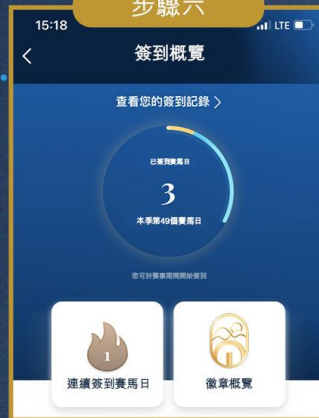 步驟六
15:18
LTE
簽到概覽
查看您的簽到記錄
已簽到賽馬日
3
本季第49個賽馬日
您可於賽事期間開始簽到
1
連續簽到賽馬日
徽章概覽